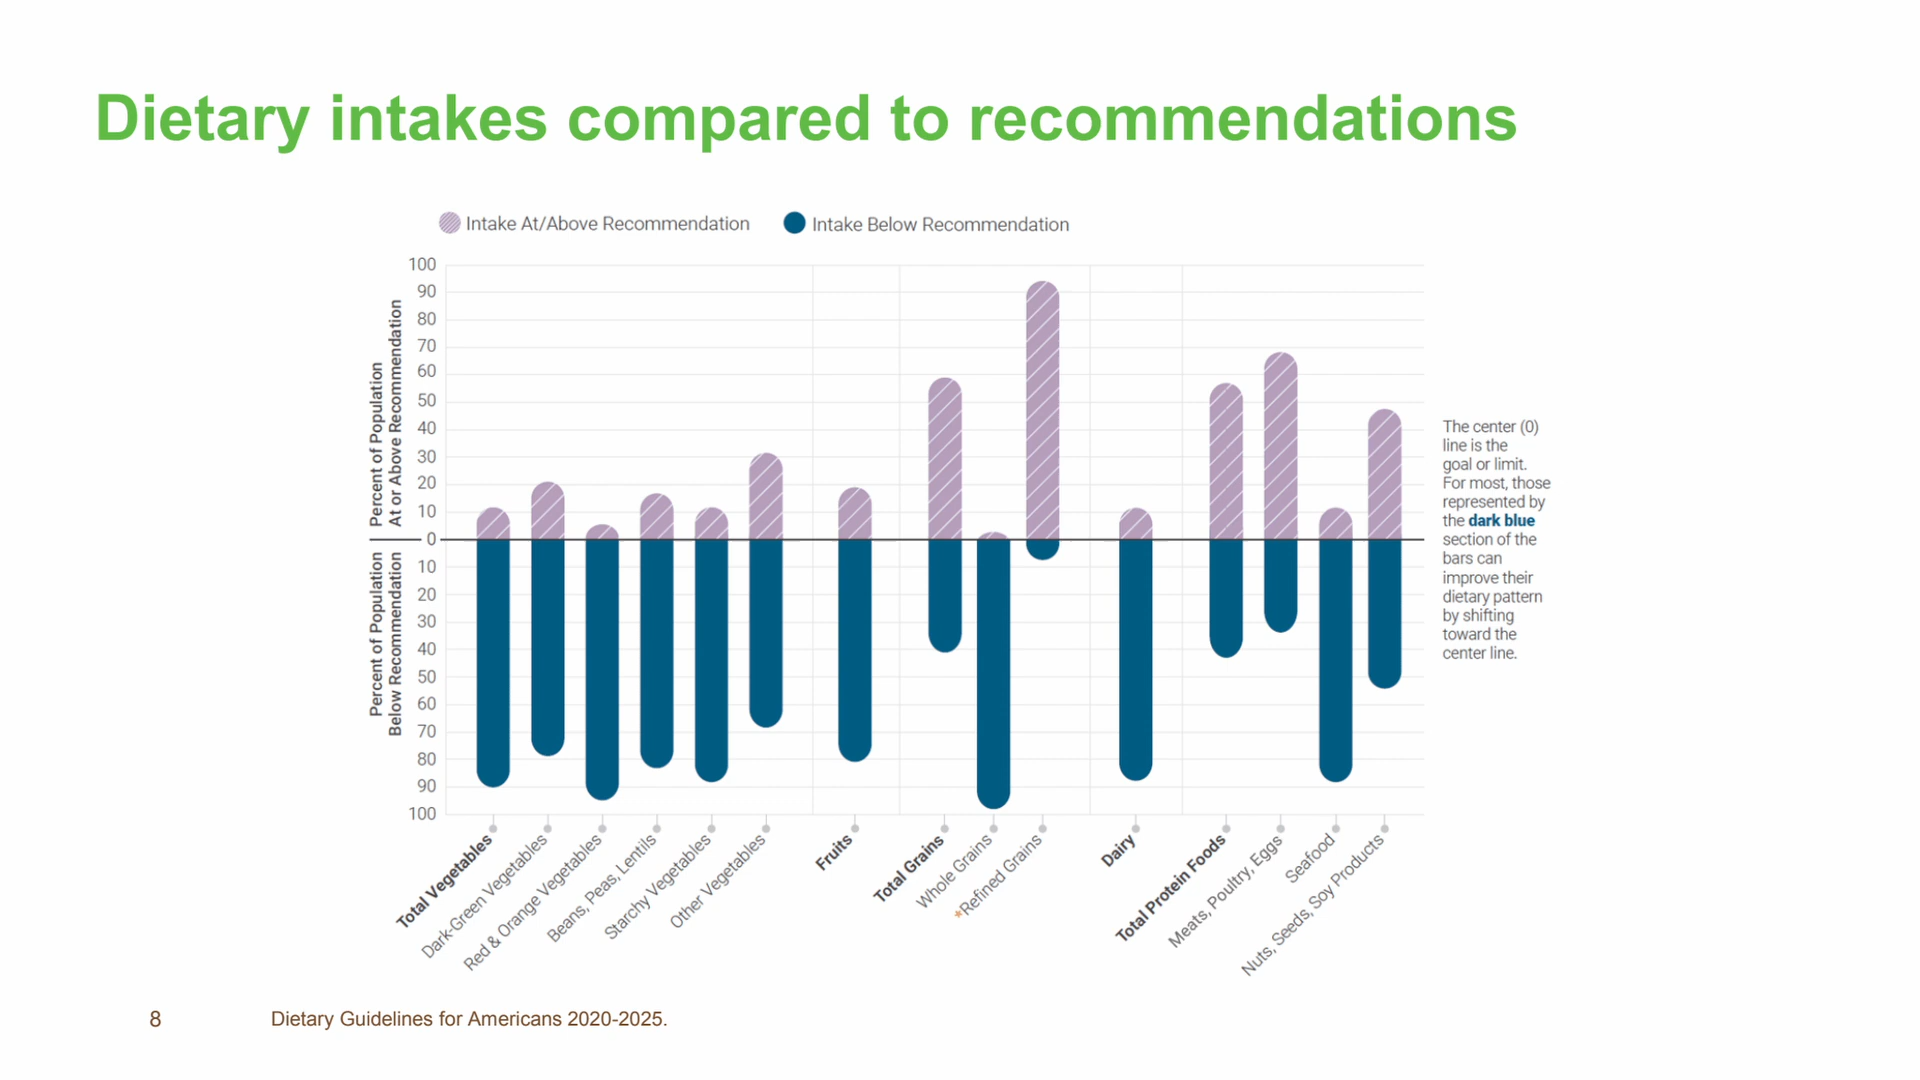 Dietary intakes compared to recommendations
Intake At/Above Recommendation
Intake Below Recommendation
Percent of Population
At or Above Recommendation
Percent of Population
Below Recommendation
100
90
80
70
60
50
40
30
20
10
0
10
20
30
40
50
60
70
80
90
100
Total Vegetables
Dark-Green Vegetables
Red & Orange Vegetables
Beans, Peas, Lentils
Starchy Vegetables
Other Vegetables
Fruits
Total Grains
Whole Grains
*Refined Grains
Dairy
Total Protein Foods
Meats, Poultry, Eggs
Seafood
Nuts, Seeds, Soy Products
The center (0)
line is the
goal or limit.
For most, those
represented by
the dark blue
section of the
bars can
improve their
dietary pattern
by shifting
toward the
center line.
8
Dietary Guidelines for Americans 2020-2025.